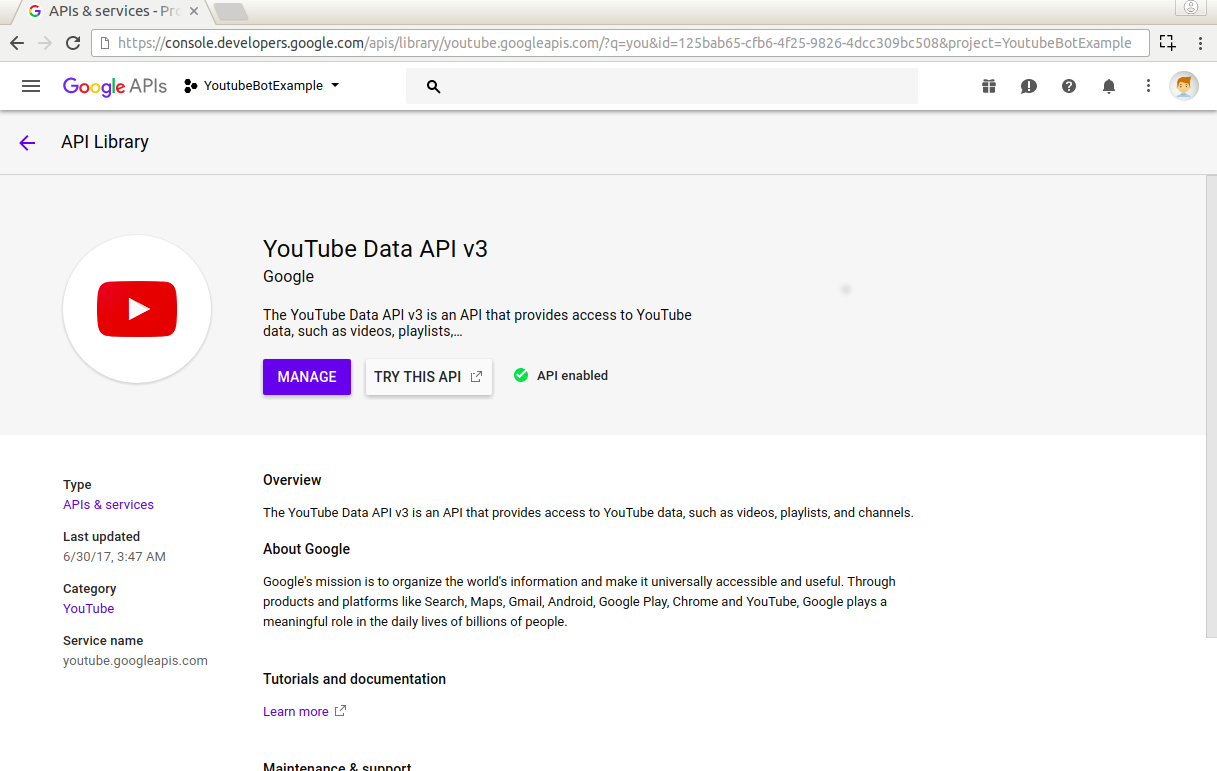 APIs & services - Pro
https://console.developers.google.com/apis/library/youtube.googleapis.com/?q=you&id=125bab65-cfb6-4f25-9826-4dcc309bc508&project=YoutubeBotExample
Google APIs YoutubeBotExample
API Library
YouTube Data API v3
Google
The YouTube Data API v3 is an API that provides access to YouTube
data, such as videos, playlists,...
MANAGE TRY THIS API API enabled
Type
APIs & services
Last updated
6/30/17, 3:47 AM
Category
YouTube
Service name
youtube.googleapis.com
Overview
The YouTube Data API v3 is an API that provides access to YouTube data, such as videos, playlists, and channels.
About Google
Google's mission is to organize the world's information and make it universally accessible and useful. Through
products and platforms like Search, Maps, Gmail, Android, Google Play, Chrome and YouTube, Google plays a
meaningful role in the daily lives of billions of people.
Tutorials and documentation
Learn more
Maintenance & support